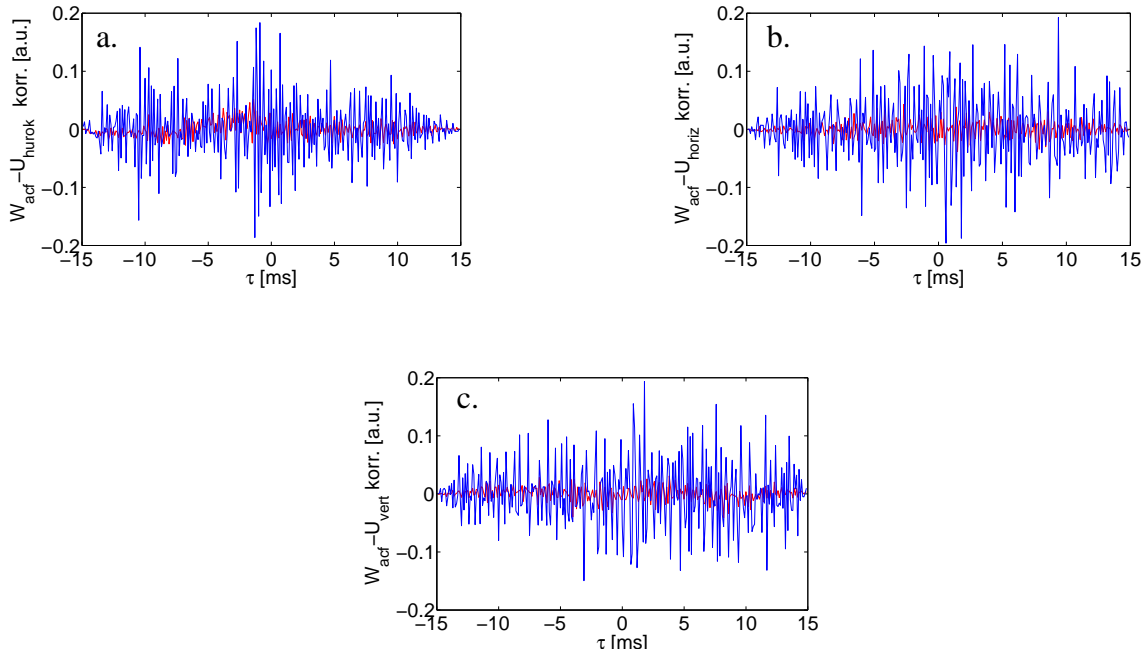 a.
W_acf−U_hurok korr. [a.u.]
0.2
0.1
0
−0.1
−0.2
−15 −10 −5 0 5 10 15
τ [ms]
b.
W_acf−U_horiz korr. [a.u.]
0.2
0.1
0
−0.1
−0.2
−15 −10 −5 0 5 10 15
τ [ms]
c.
W_acf−U_vert korr. [a.u.]
0.2
0.1
0
−0.1
−0.2
−15 −10 −5 0 5 10 15
τ [ms]